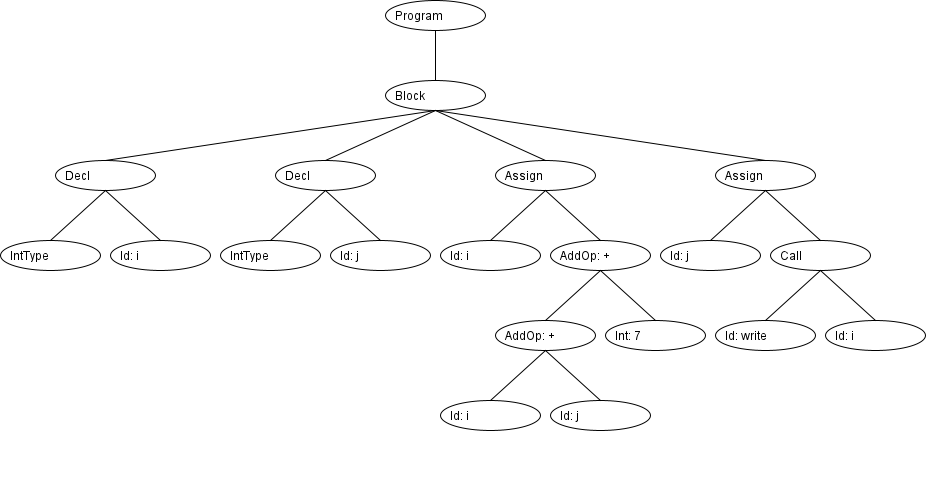 Program
Block
Decl
Decl
Assign
Assign
IntType
Id: i
IntType
Id: j
Id: i
AddOp: +
Id: j
Call
AddOp: +
Int: 7
Id: write
Id: i
Id: i
Id: j